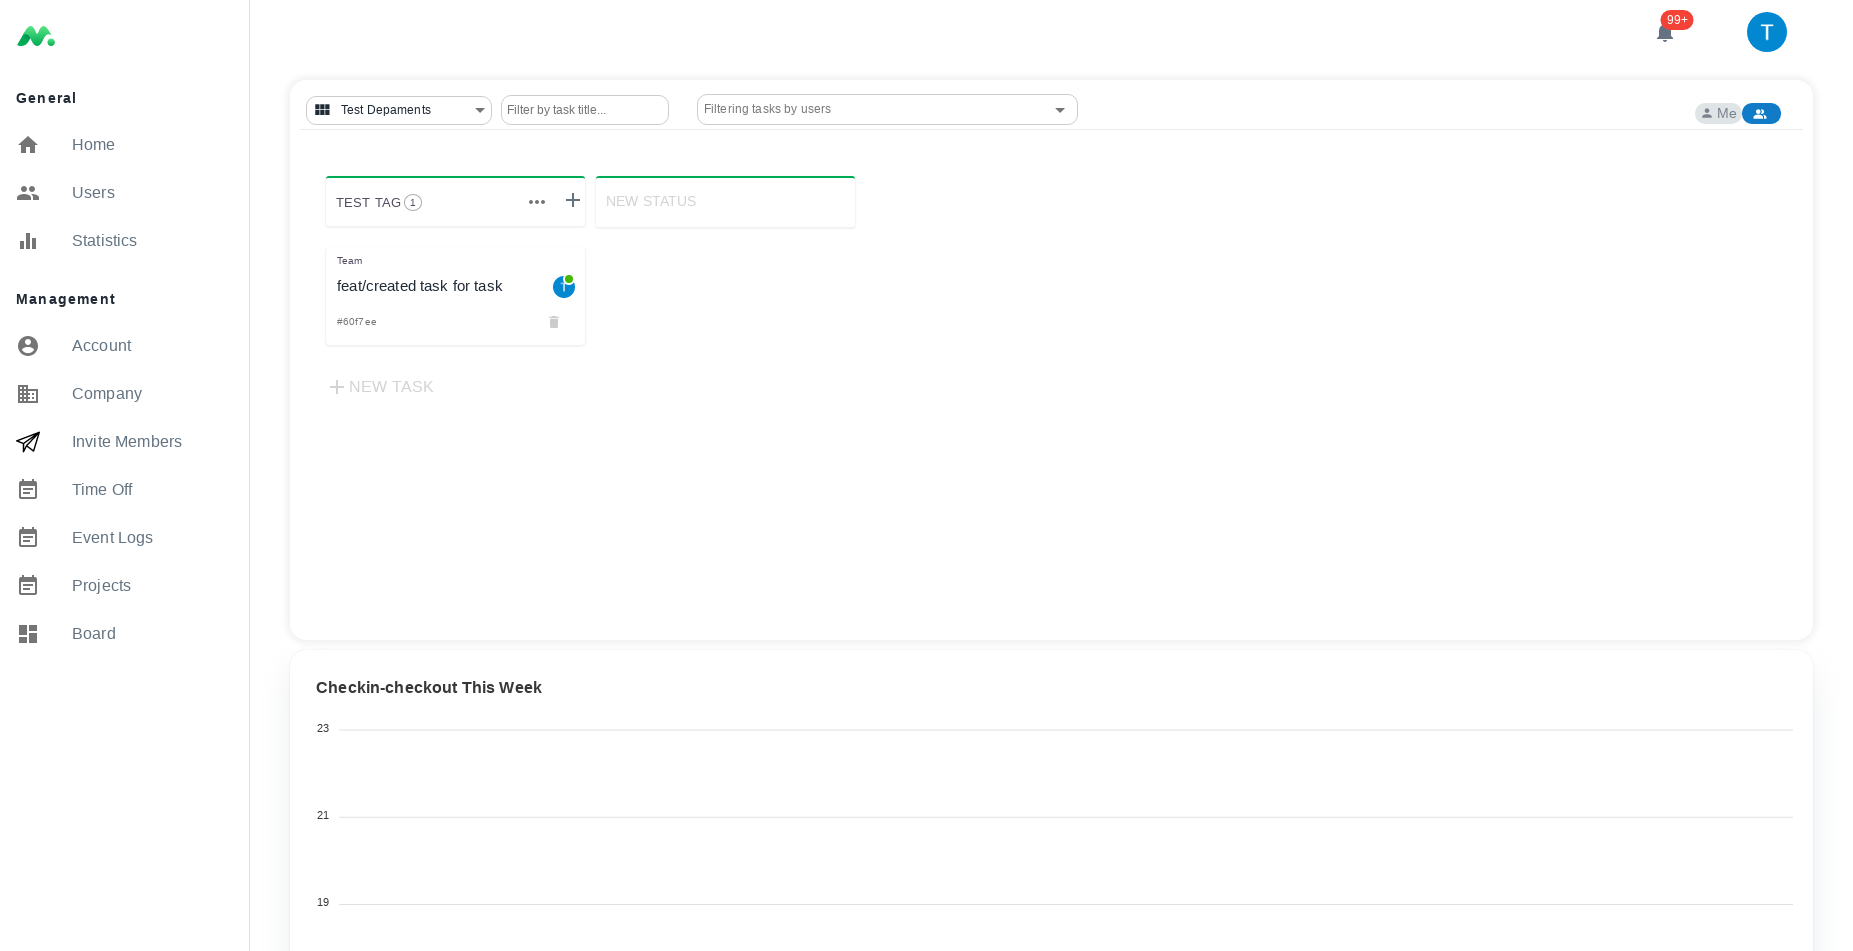 99+
T
General
Home
Users
Statistics
Management
Account
Company
Invite Members
Time Off
Event Logs
Projects
Board
Test Depaments
Filter by task title...
Filtering tasks by users
Me
TEST TAG 1
NEW STATUS
Team
feat/created task for task
T
#60f7ee
NEW TASK
Checkin-checkout This Week
23
21
19